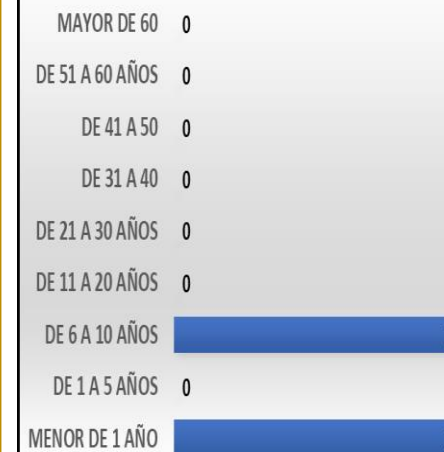 MAYOR DE 60 0
DE 51 A 60 AÑOS 0
DE 41 A 50 0
DE 31 A 40 0
DE 21 A 30 AÑOS 0
DE 11 A 20 AÑOS 0
DE 6 A 10 AÑOS
DE 1 A 5 AÑOS 0
MENOR DE 1 AÑO